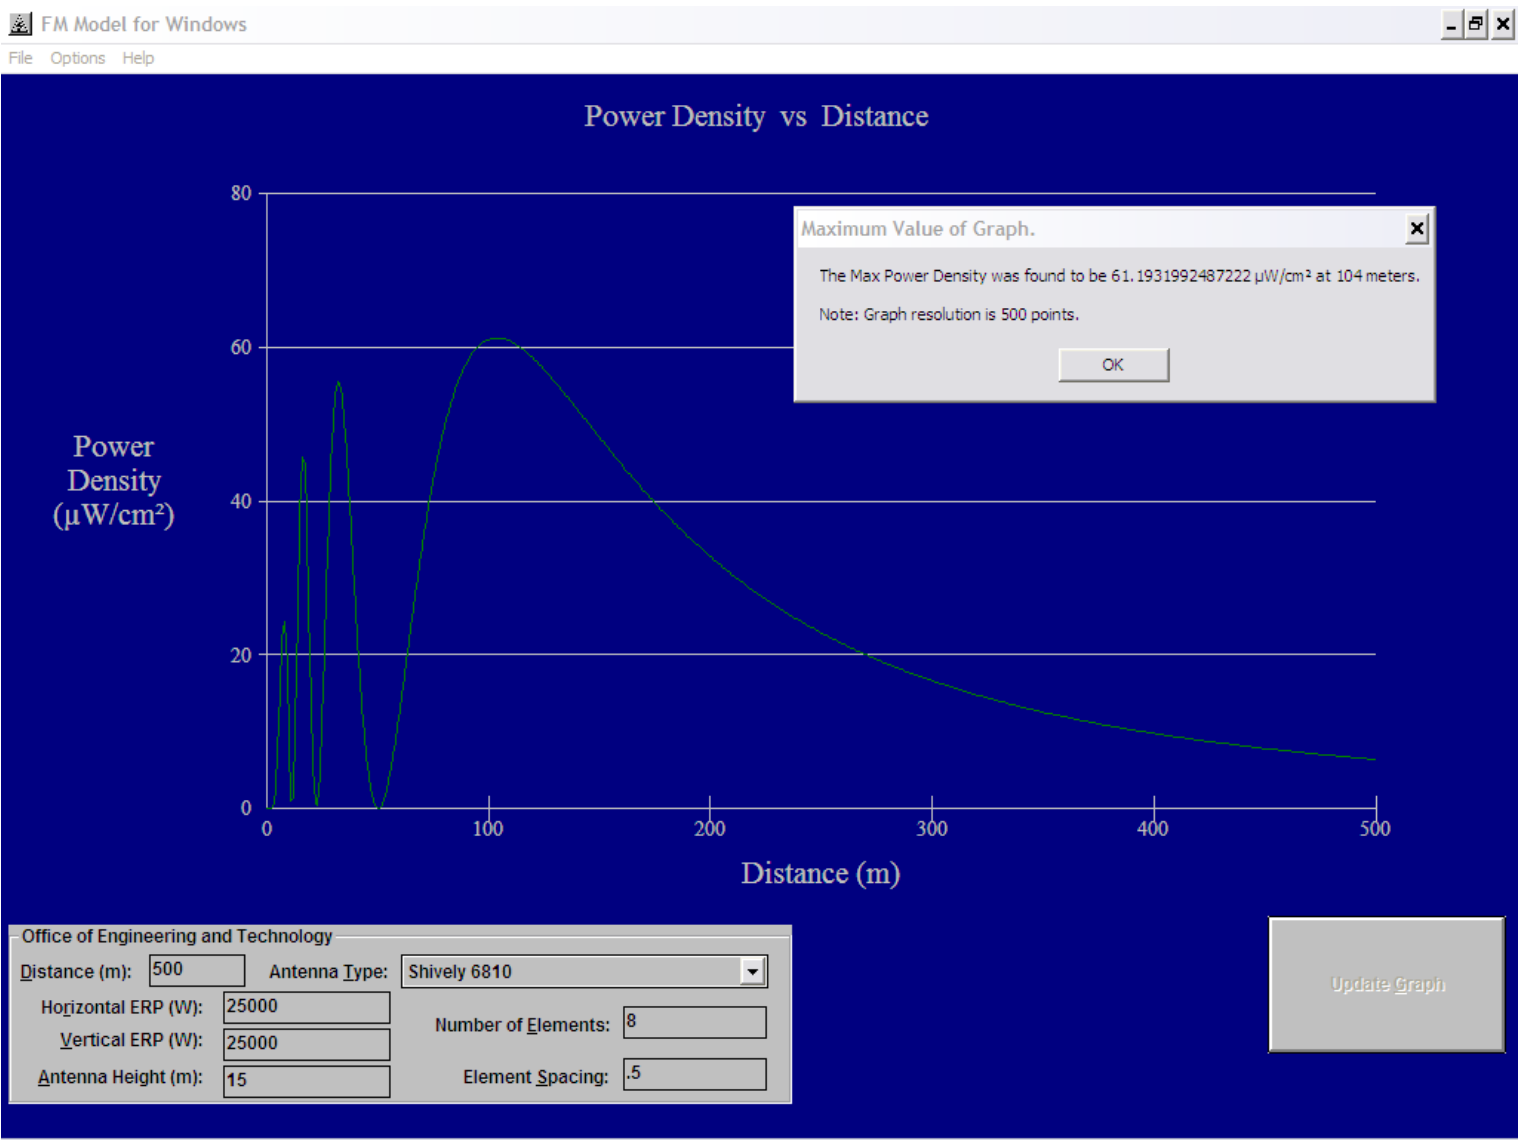 FM Model for Windows
File Options Help
Power Density vs Distance
80
60
40
20
0
Power
Density
(µW/cm²)
0 100 200 300 400 500
Distance (m)
Maximum Value of Graph.
The Max Power Density was found to be 61.1931992487222 µW/cm² at 104 meters.
Note: Graph resolution is 500 points.
OK
Office of Engineering and Technology
Distance (m): 500 Antenna Type: Shively 6810
Horizontal ERP (W): 25000
Number of Elements: 8
Vertical ERP (W): 25000
Antenna Height (m): 15 Element Spacing: .5
Update Graph